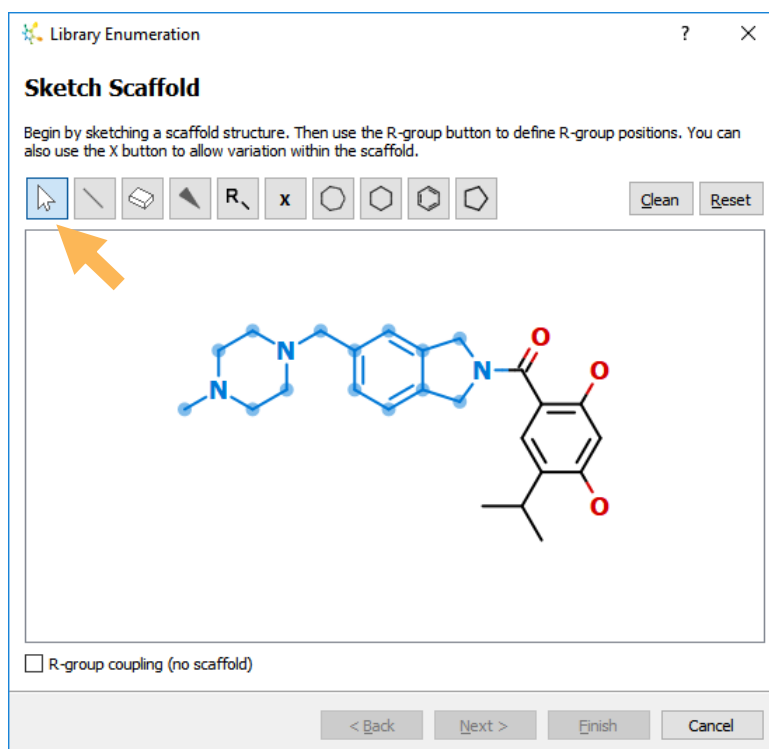 Library Enumeration
?
Sketch Scaffold
Begin by sketching a scaffold structure. Then use the R-group button to define R-group positions. You can
also use the X button to allow variation within the scaffold.
R
x
Clean
Reset
O
N
N
O
N
O
R-group coupling (no scaffold)
< Back
Next >
Finish
Cancel